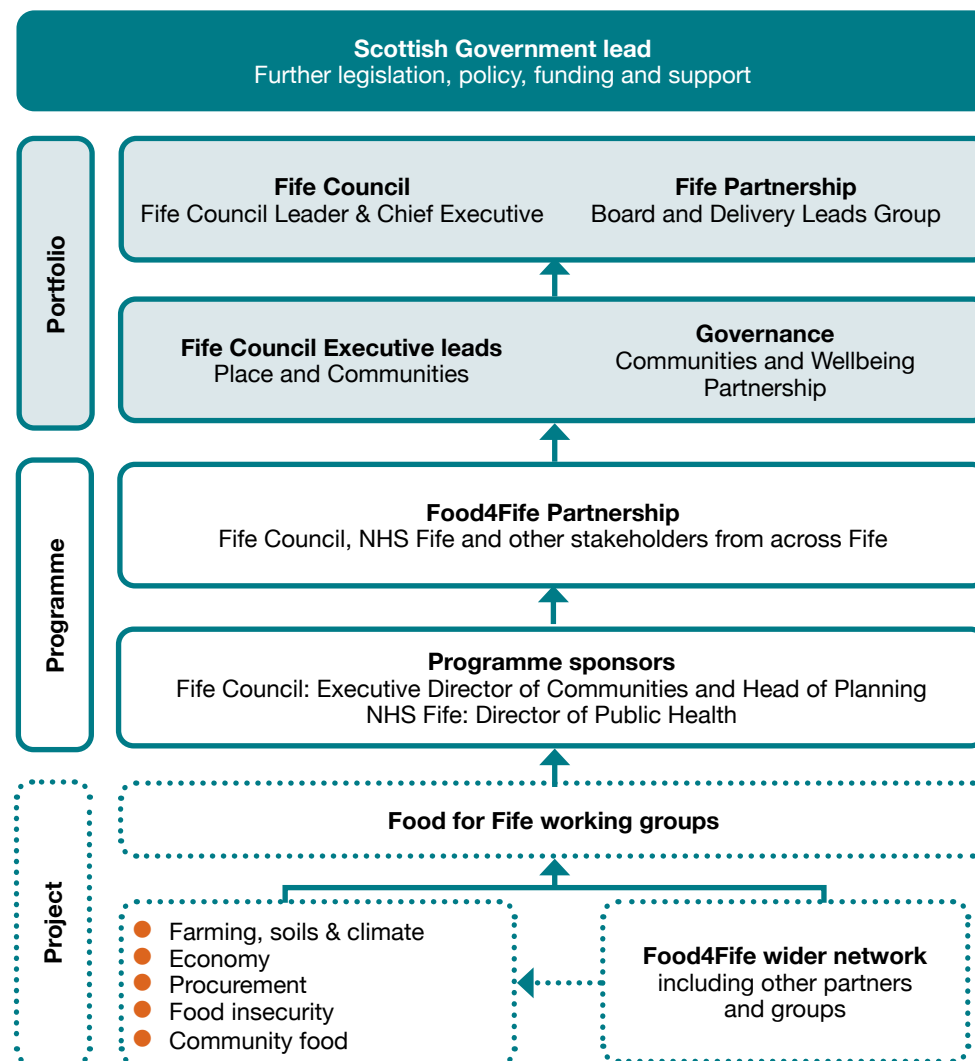 Scottish Government lead
Further legislation, policy, funding and support
Portfolio
Fife Council
Fife Council Leader & Chief Executive
Fife Partnership
Board and Delivery Leads Group
Fife Council Executive leads
Place and Communities
Governance
Communities and Wellbeing
Partnership
Programme
Food4Fife Partnership
Fife Council, NHS Fife and other stakeholders from across Fife
Programme sponsors
Fife Council: Executive Director of Communities and Head of Planning
NHS Fife: Director of Public Health
Project
Food for Fife working groups
Farming, soils & climate
Economy
Procurement
Food insecurity
Community food
Food4Fife wider network
including other partners
and groups